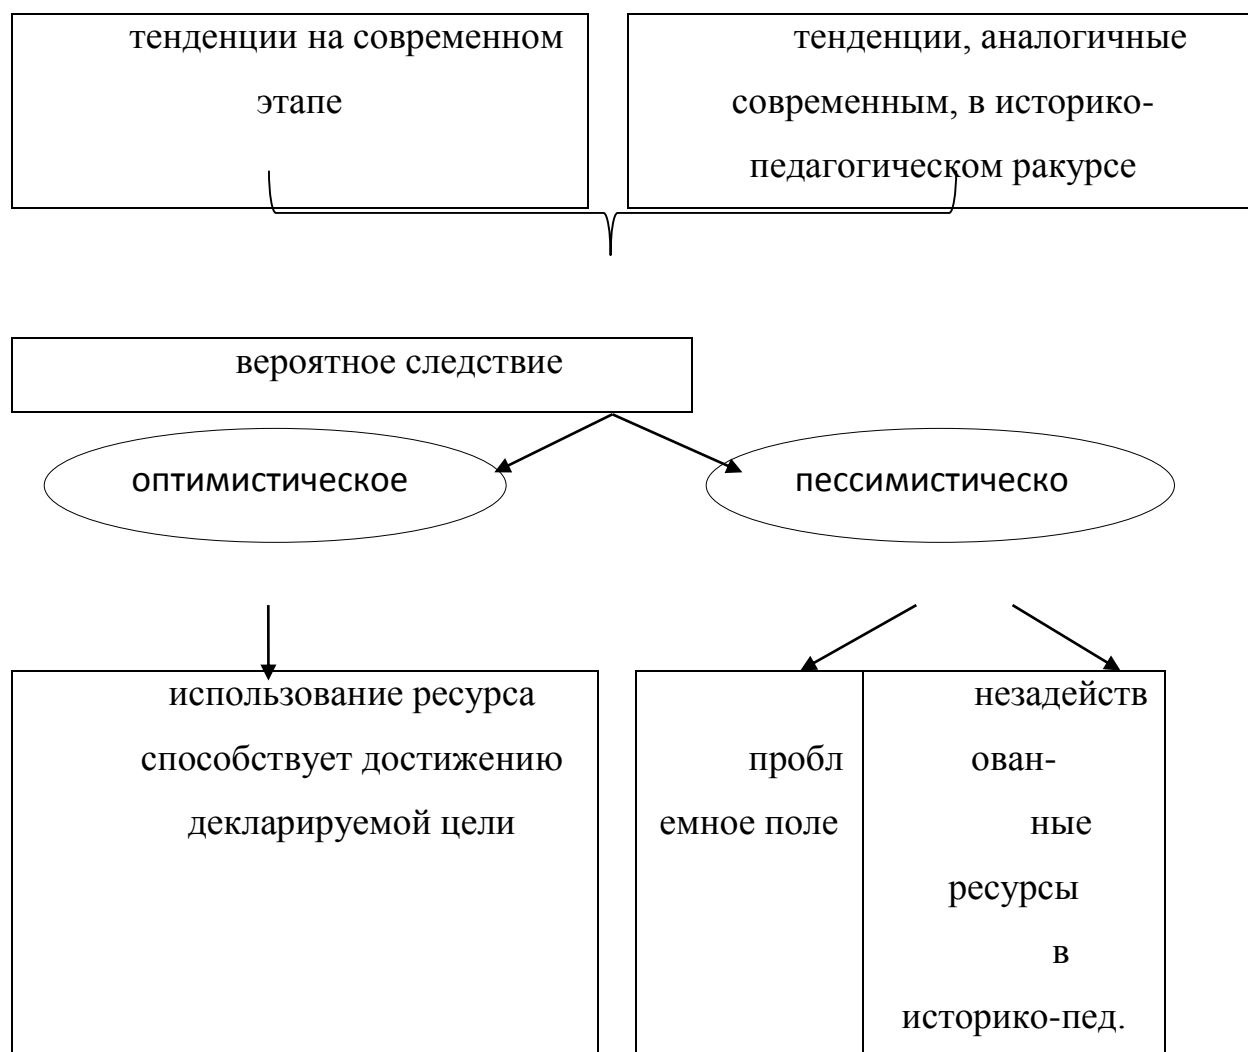 тенденции на современном
этапе
тенденции, аналогичные
современным, в историко-
педагогическом ракурсе
вероятное следствие
оптимистическое
пессимистическо
использование ресурса
способствует достижению
декларируемой цели
пробл
емное поле
незадейств
ован-
ные
ресурсы
в
историко-пед.